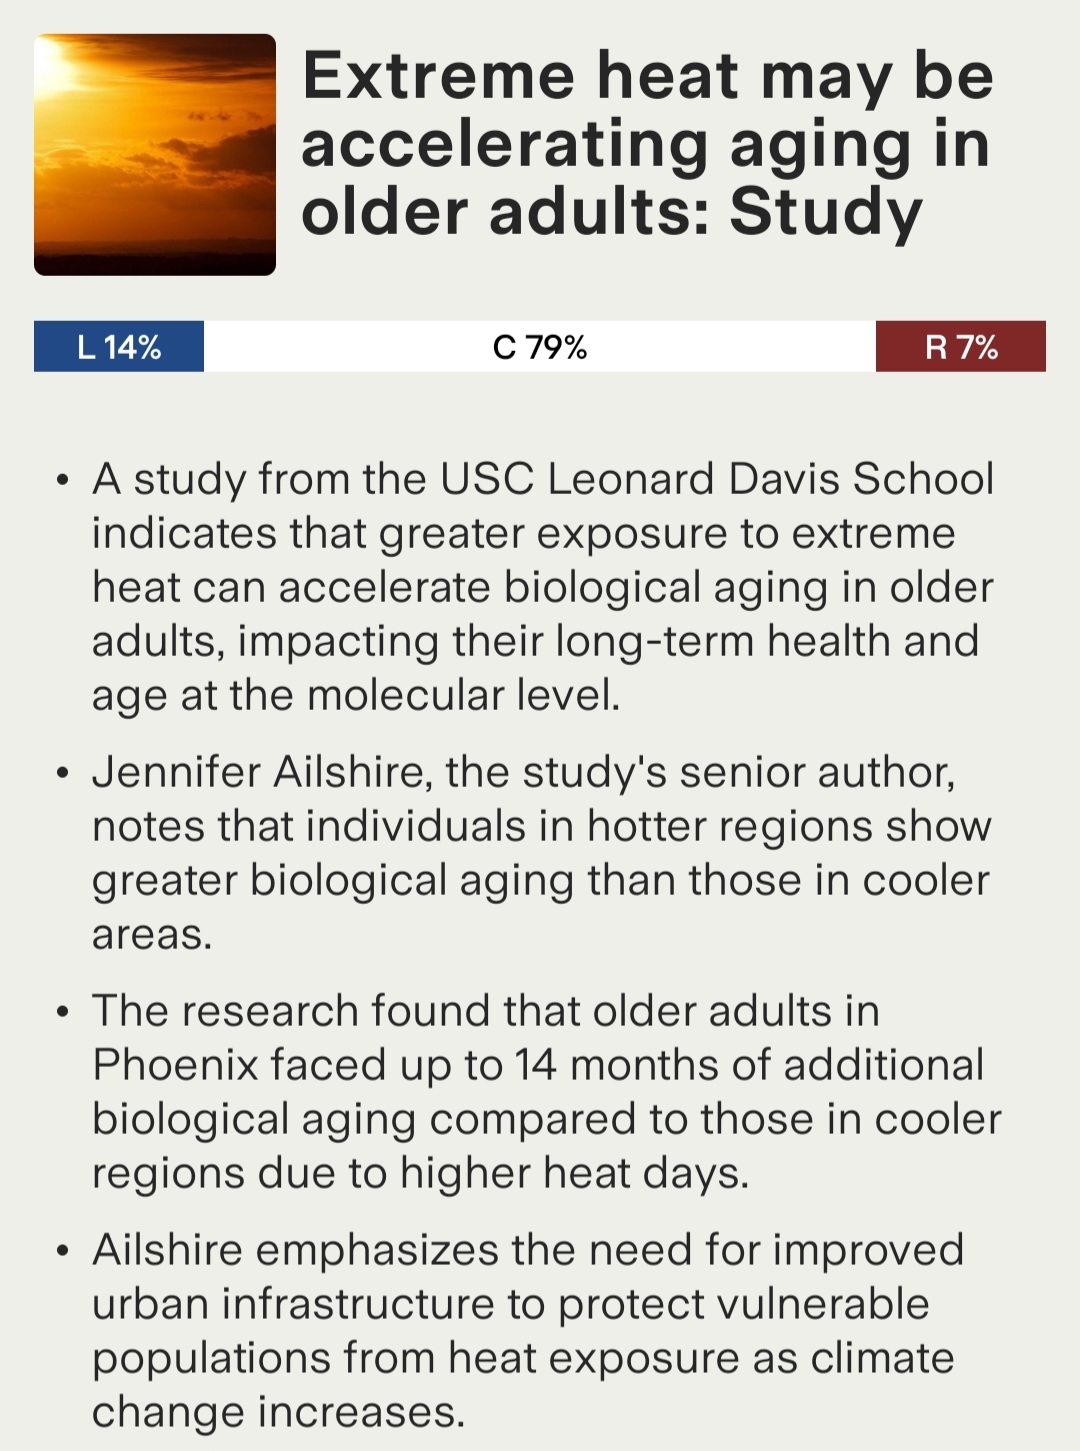 Extreme heat may be
accelerating aging in
older adults: Study
L 14%
C 79%
R 7%
• A study from the USC Leonard Davis School
indicates that greater exposure to extreme
heat can accelerate biological aging in older
adults, impacting their long-term health and
age at the molecular level.
• Jennifer Ailshire, the study's senior author,
notes that individuals in hotter regions show
greater biological aging than those in cooler
areas.
• The research found that older adults in
Phoenix faced up to 14 months of additional
biological aging compared to those in cooler
regions due to higher heat days.
• Ailshire emphasizes the need for improved
urban infrastructure to protect vulnerable
populations from heat exposure as climate
change increases.